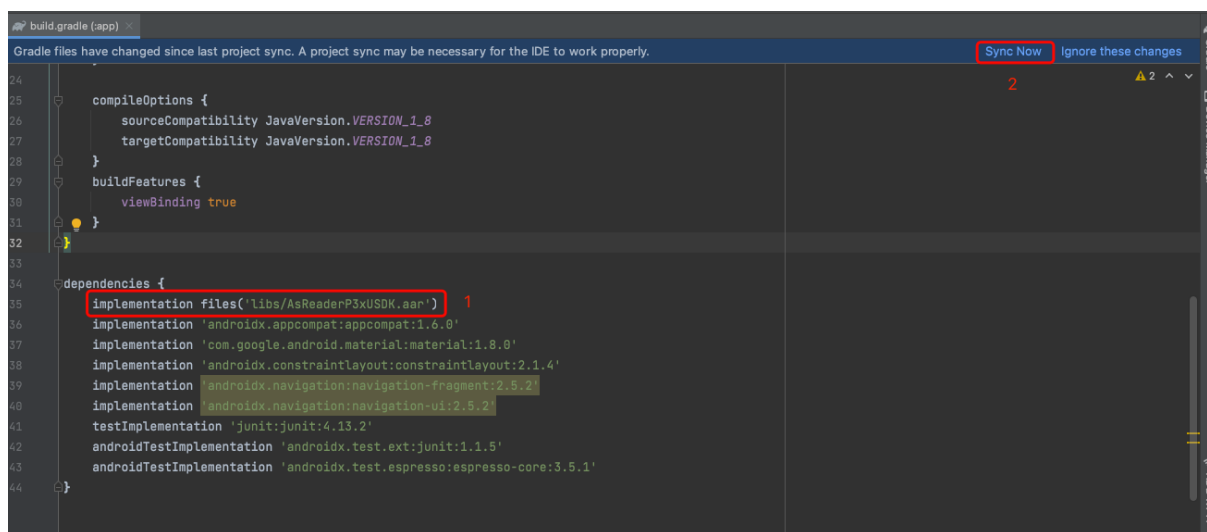 build.gradle (:app)
Gradle files have changed since last project sync. A project sync may be necessary for the IDE to work properly. Sync Now Ignore these changes
24 2 2
25 compileOptions {
26 sourceCompatibility JavaVersion.VERSION_1_8
27 targetCompatibility JavaVersion.VERSION_1_8
28 }
29 buildFeatures {
30 viewBinding true
31 }
32 }
33
34 dependencies {
35 implementation files('libs/AsReaderP3xUSDK.aar') 1
36 implementation 'androidx.appcompat:appcompat:1.6.0'
37 implementation 'com.google.android.material:material:1.8.0'
38 implementation 'androidx.constraintlayout:constraintlayout:2.1.4'
39 implementation 'androidx.navigation:navigation-fragment:2.5.2'
40 implementation 'androidx.navigation:navigation-ui:2.5.2'
41 testImplementation 'junit:junit:4.13.2'
42 androidTestImplementation 'androidx.test.ext:junit:1.1.5'
43 androidTestImplementation 'androidx.test.espresso:espresso-core:3.5.1'
44 }